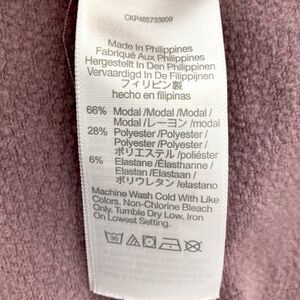 CKP455733909
Made In Philippines
Fabriqué Aux Philippines
Hergestellt In Den Philippinen
Vervaardigd In De Filippijnen
フィリピン製
hecho en filipinas
66% Modal /Modal /Modal /
Modal /レーヨン /modal
28% Polyester /Polyester /
Polyester /Polyester /
ポリエステル /poliéster
6% Elastane /Élasthanne /
Elastan /Elastaan /
ポリウレタン /elastano
Machine Wash Cold With Like
Colors. Non-Chlorine Bleach
Only. Tumble Dry Low. Iron
On Lowest Setting.
30